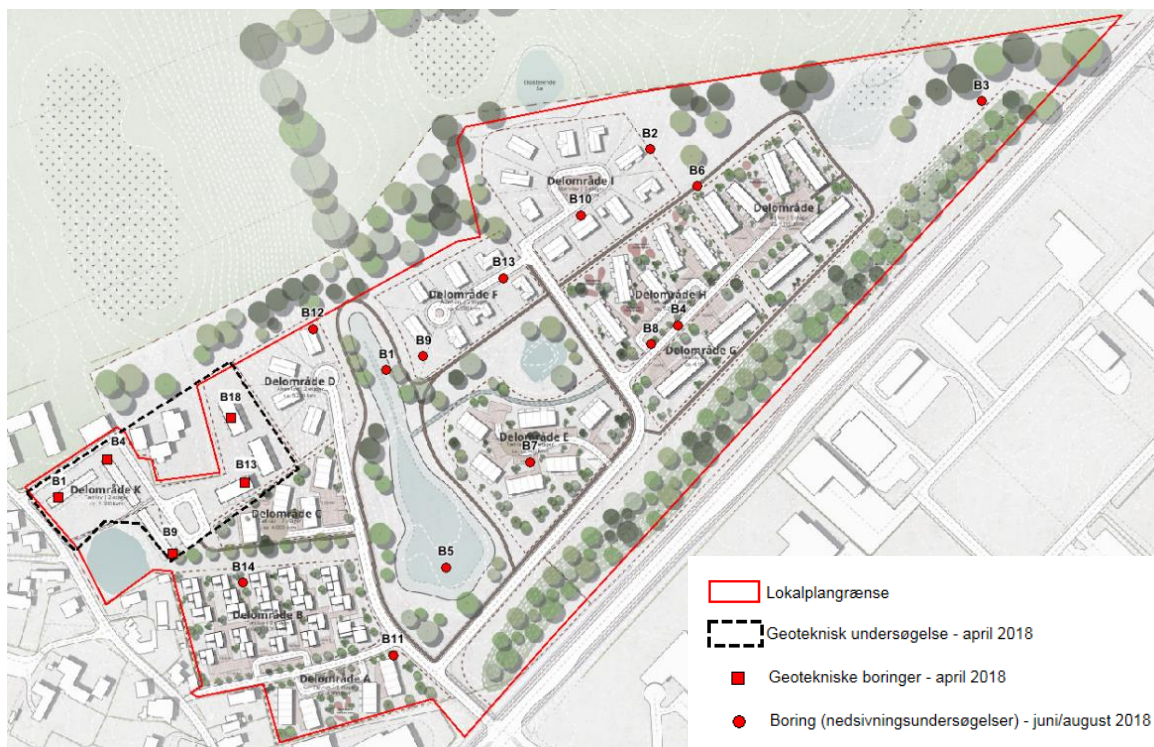 B3
Eksisterende
Sø
B2
B6
Delområde I
Delområde J
B10
B13
Delområde F
Delområde H
B12
B4
B8
B9
B1
Delområde G
Delområde D
B18
Delområde E
B4
B7
B13
B1
Delområde K
Delområde C
B9
B5
B14
Delområde B
B11
Delområde A
Lokalplangrænse
Geoteknisk undersøgelse - april 2018
Geotekniske boringer - april 2018
Boring (nedsivningsundersøgelser) - juni/august 2018